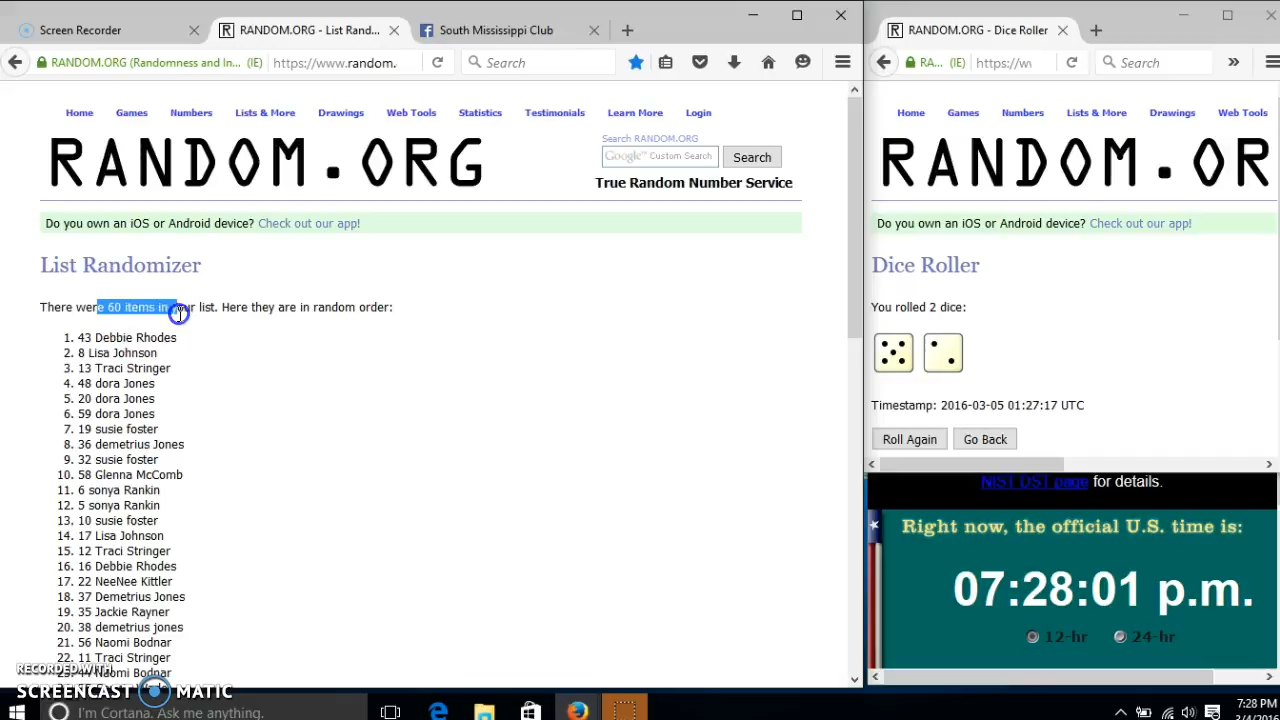 Screen Recorder
RANDOM.ORG - List Rand...
South Mississippi Club
RANDOM.ORG (Randomness and In... (IE)
https://www.random.
Search
Home Games Numbers Lists & More Drawings Web Tools Statistics Testimonials Learn More Login
RANDOM.ORG
Search RANDOM.ORG
Google™ Custom Search
Search
True Random Number Service
Do you own an iOS or Android device? Check out our app!
List Randomizer
There were 60 items in your list. Here they are in random order:
1. 43 Debbie Rhodes
2. 8 Lisa Johnson
3. 13 Traci Stringer
4. 48 dora Jones
5. 20 dora Jones
6. 59 dora Jones
7. 19 susie foster
8. 36 demetrius Jones
9. 32 susie foster
10. 58 Glenna McComb
11. 6 sonya Rankin
12. 5 sonya Rankin
13. 10 susie foster
14. 17 Lisa Johnson
15. 12 Traci Stringer
16. 16 Debbie Rhodes
17. 22 NeeNee Kittler
18. 37 Demetrius Jones
19. 35 Jackie Rayner
20. 38 demetrius jones
21. 56 Naomi Bodnar
22. 11 Traci Stringer
Naomi Bodnar
RECORDED WITH
SCREENCAST MATIC
I'm Cortana. Ask me anything.
RANDOM.ORG - Dice Roller
RA... (IE)
https://w
Search
Home Games Numbers Lists & More Drawings Web Tools
RANDOM.OR
Do you own an iOS or Android device? Check out our app!
Dice Roller
You rolled 2 dice:
Timestamp: 2016-03-05 01:27:17 UTC
Roll Again
Go Back
NIST DST page for details.
Right now, the official U.S. time is:
07:28:01 p.m.
12-hr 24-hr
7:28 PM